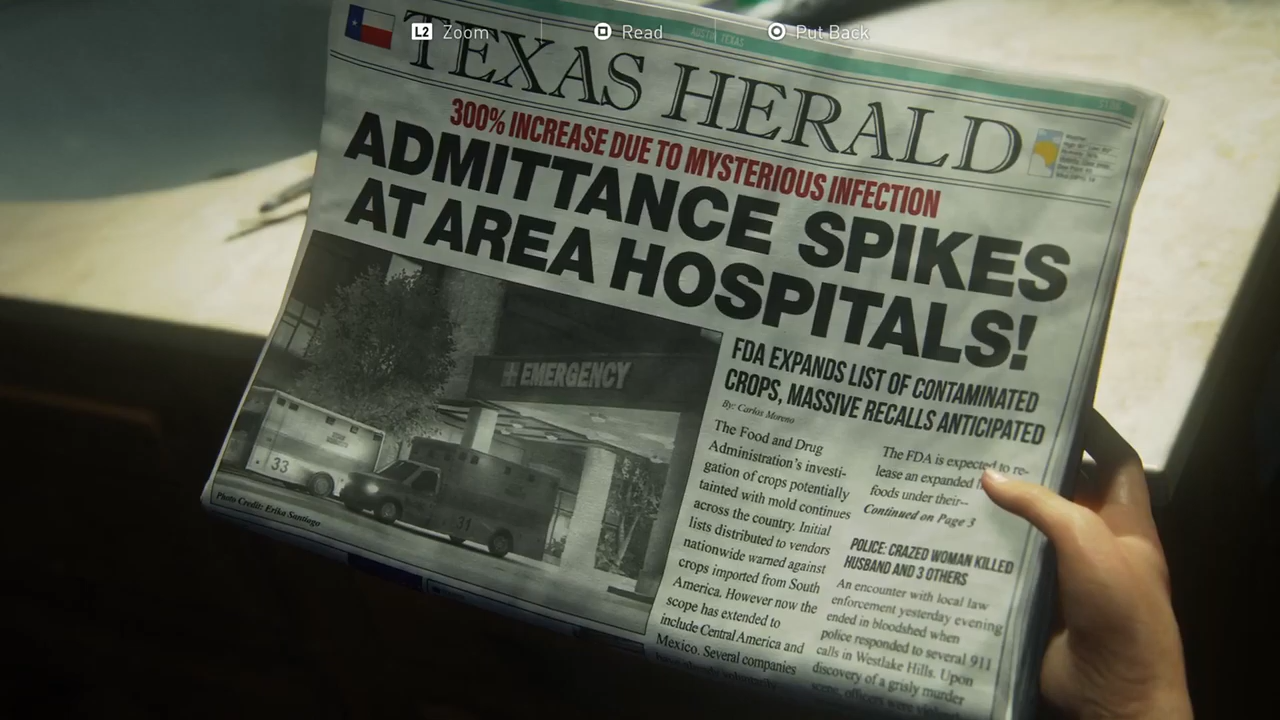 L2 Zoom
Read
Put Back
AUSTIN TEXAS
TEXAS HERALD
300% INCREASE DUE TO MYSTERIOUS INFECTION
ADMITTANCE SPIKES
AT AREA HOSPITALS!
EMERGENCY
33
31
Photo Credit: Erika Santiago
FDA EXPANDS LIST OF CONTAMINATED
CROPS, MASSIVE RECALLS ANTICIPATED
By: Carlos Moreno
The Food and Drug
Administration's investi-
gation of crops potentially
tainted with mold continues
across the country. Initial
lists distributed to vendors
nationwide warned against
crops imported from South
America. However now the
scope has extended to
include Central America and
Mexico. Several companies
The FDA is expected to re-
lease an expanded
foods under their--
Continued on Page 3
POLICE: CRAZED WOMAN KILLED
HUSBAND AND 3 OTHERS
An encounter with local law
enforcement yesterday evening
ended in bloodshed when
police responded to several 911
calls in Westlake Hills. Upon
discovery of a grisly murder